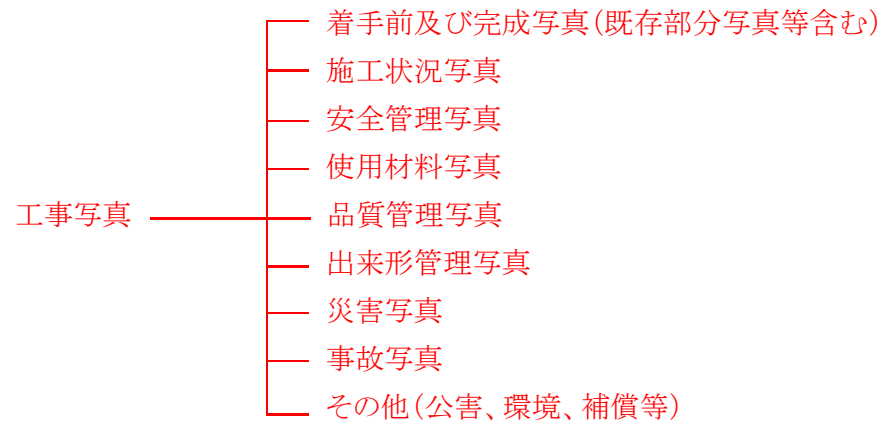 工事写真
着手前及び完成写真(既存部分写真等含む)
施工状況写真
安全管理写真
使用材料写真
品質管理写真
出来形管理写真
災害写真
事故写真
その他(公害、環境、補償等)